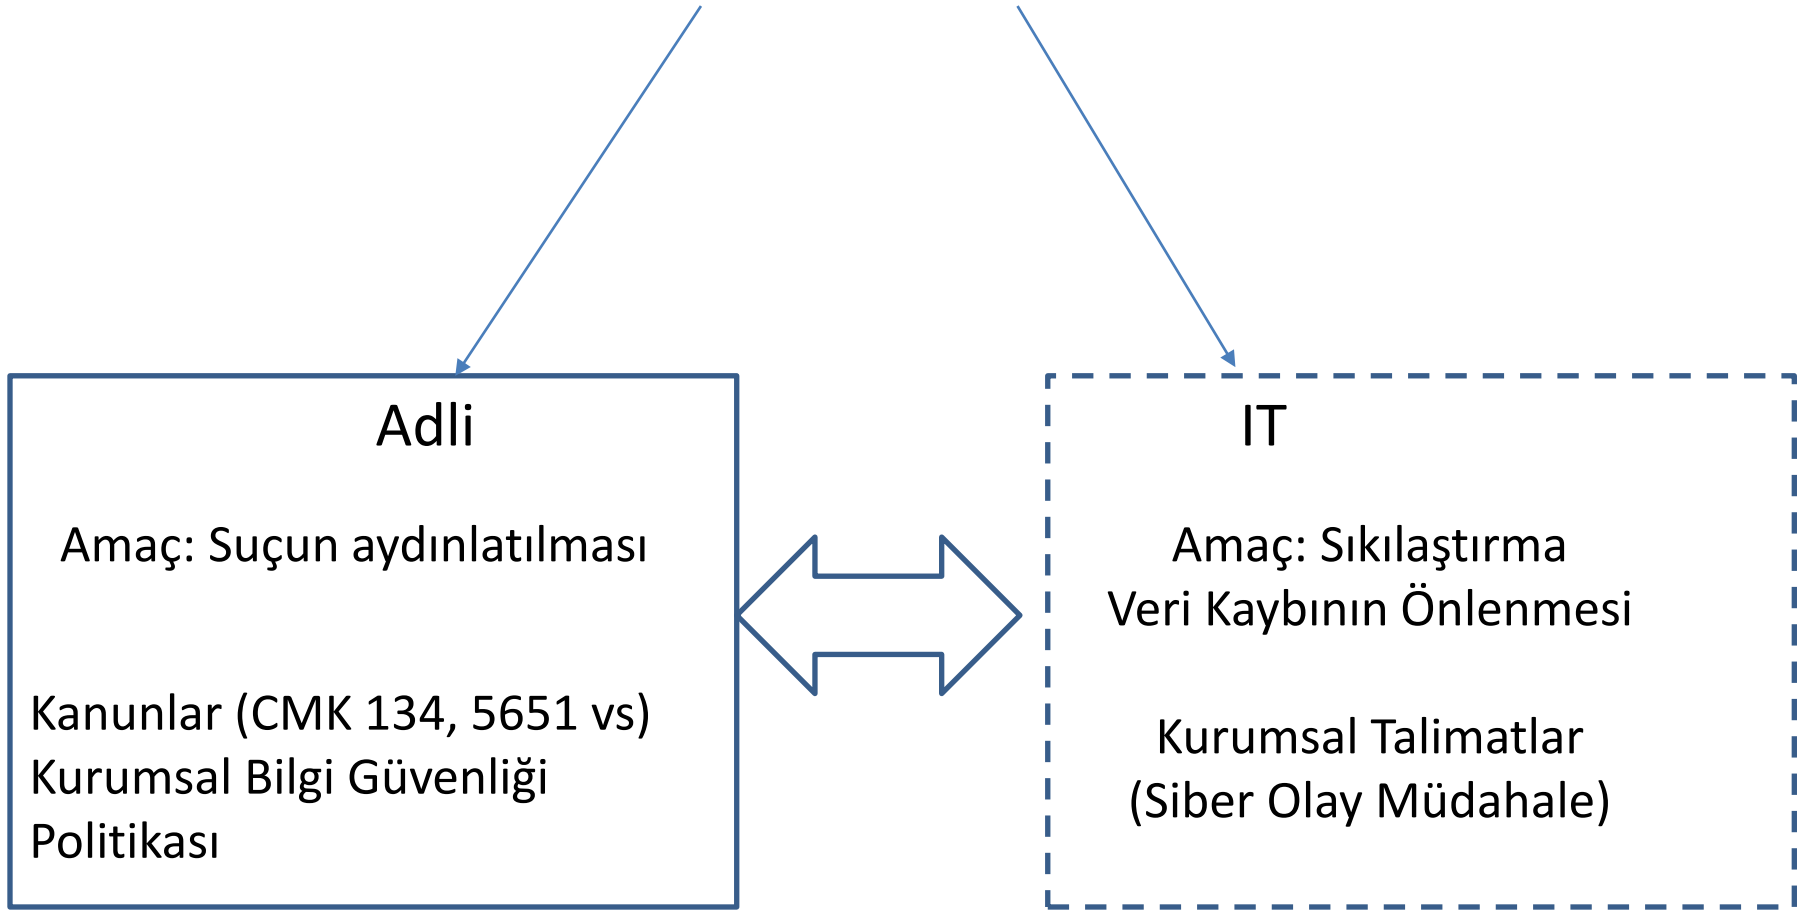 Adli
Amaç: Suçun aydınlatılması
Kanunlar (CMK 134, 5651 vs)
Kurumsal Bilgi Güvenliği
Politikası
IT
Amaç: Sıkılaştırma
Veri Kaybının Önlenmesi
Kurumsal Talimatlar
(Siber Olay Müdahale)